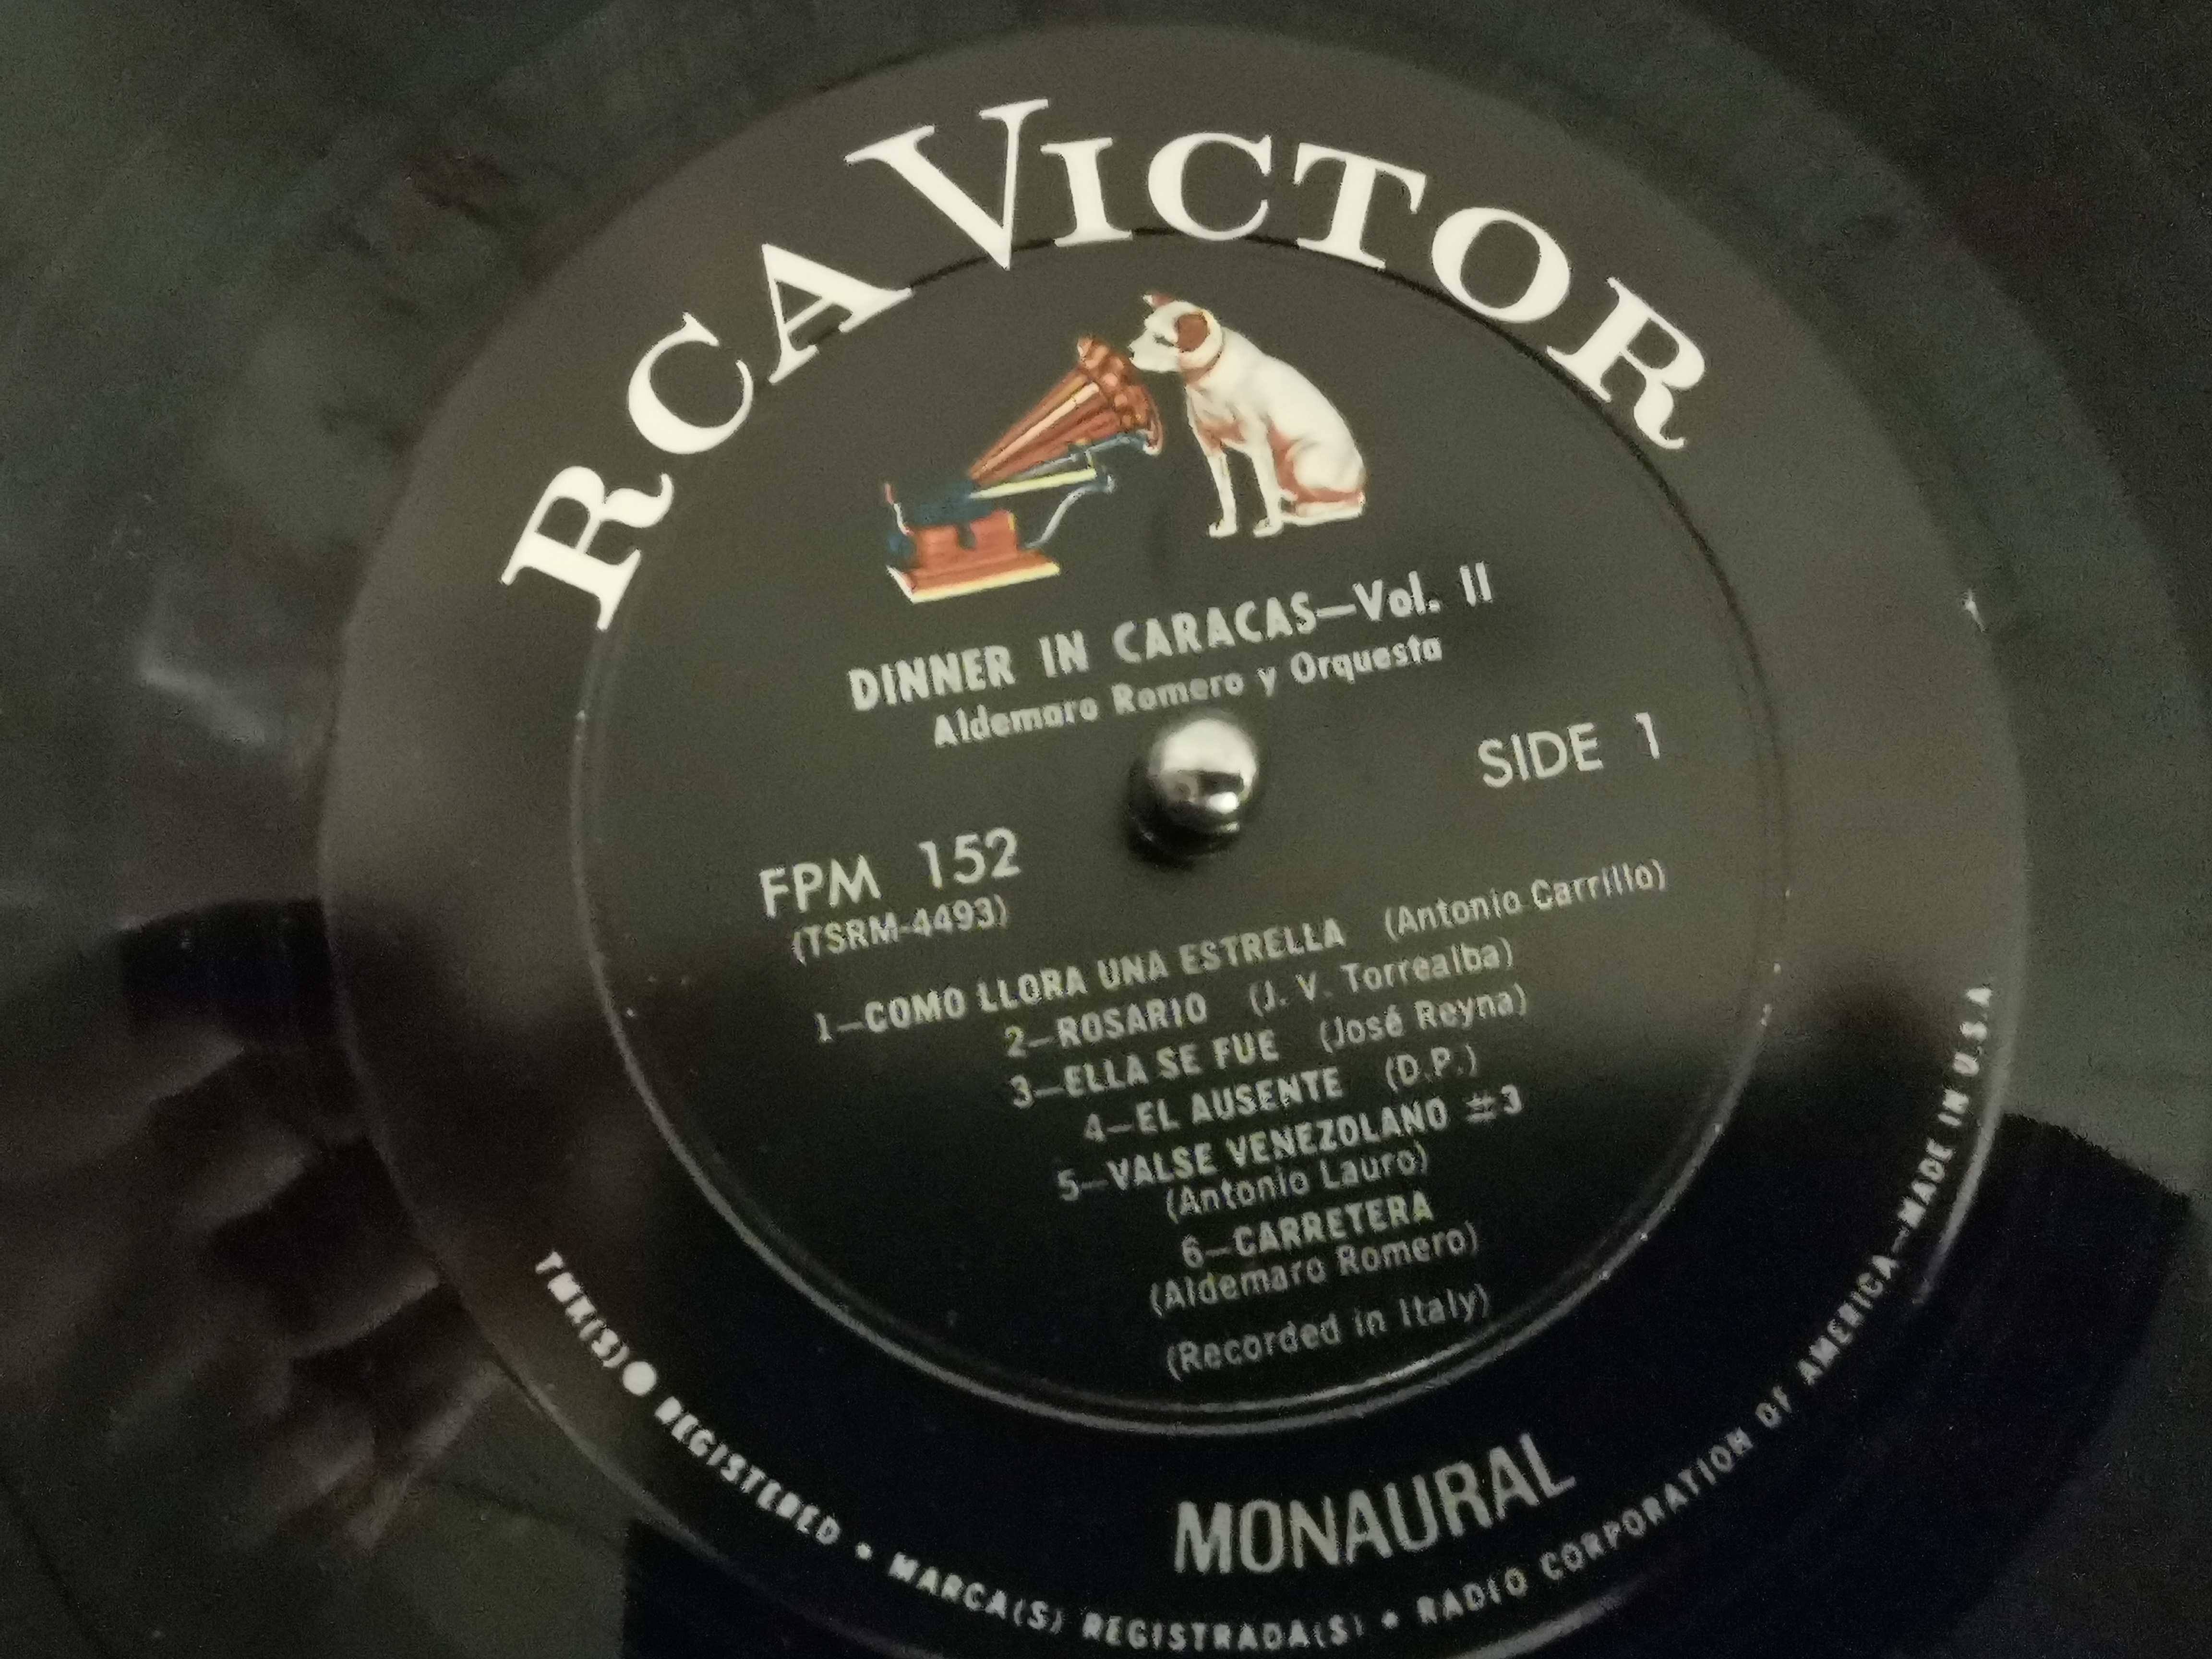 RCA VICTOR
DINNER IN CARACAS—Vol. II
Aldemaro Romero y Orquesta
SIDE 1
FPM 152
(TSRM-4493)
1—COMO LLORA UNA ESTRELLA (Antonio Carrillo)
2—ROSARIO (J. V. Torrealba)
3—ELLA SE FUE (José Reyna)
4—EL AUSENTE (D.P.)
5—VALSE VENEZOLANO #3
(Antonio Lauro)
6—CARRETERA
(Aldemaro Romero)
(Recorded in Italy)
MONAURAL
TMK(S) ® REGISTERED • MARCA(S) REGISTRADA(S) • RADIO CORPORATION OF AMERICA—MADE IN U.S.A.